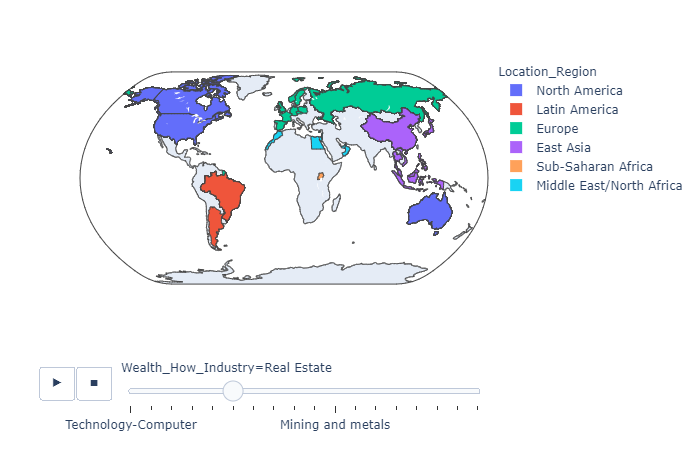 Location_Region
North America
Latin America
Europe
East Asia
Sub-Saharan Africa
Middle East/North Africa
Wealth_How_Industry=Real Estate
Technology-Computer
Mining and metals